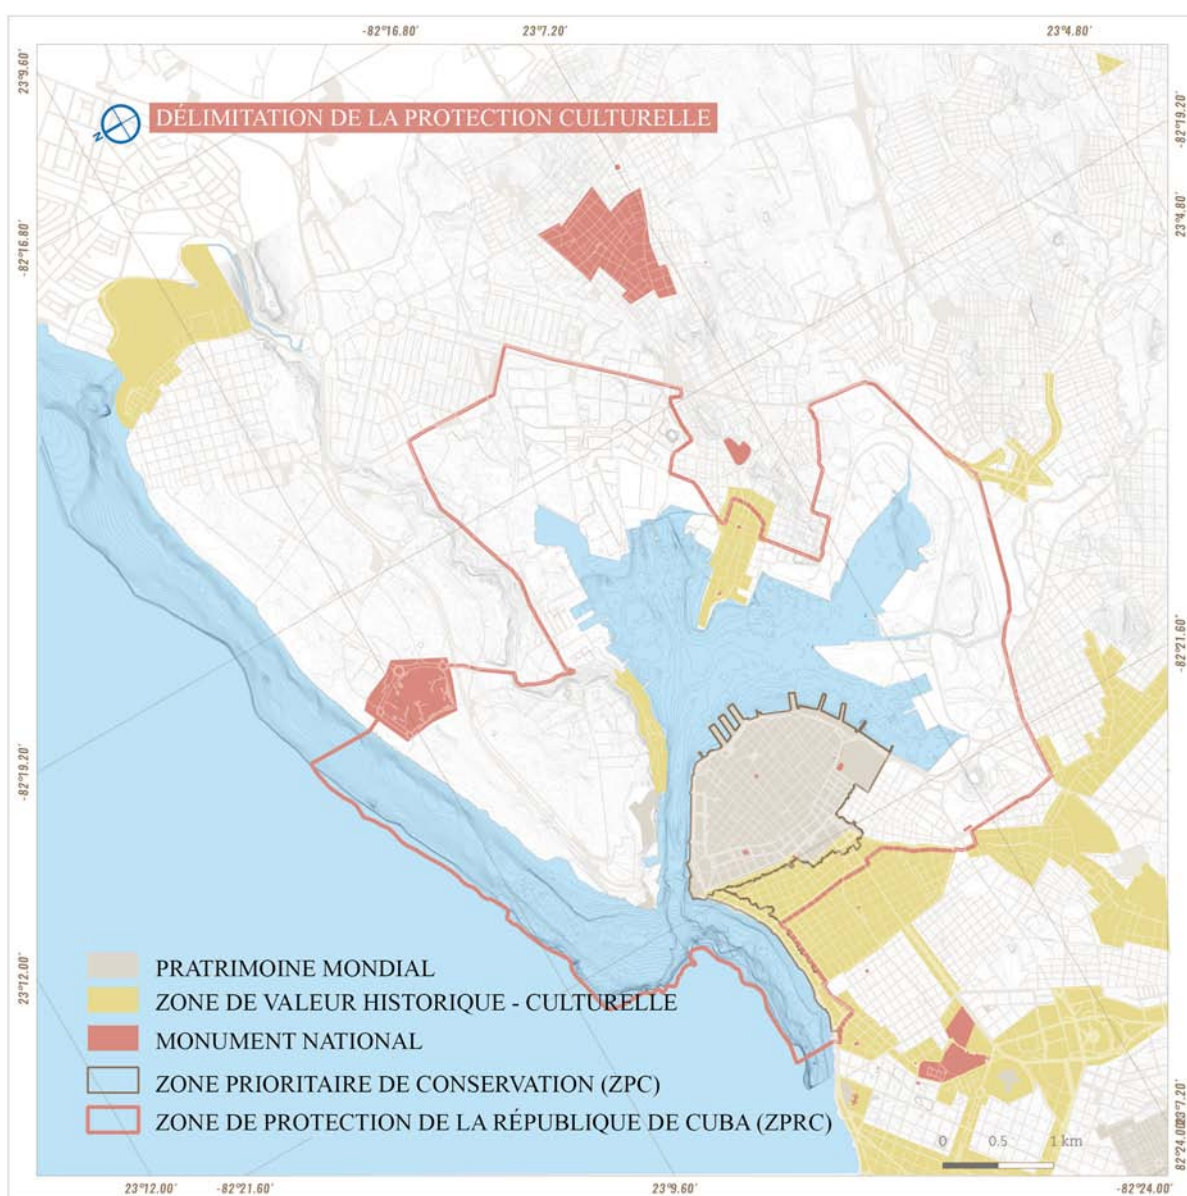 -82°16.80´ 23°7.20´ 23°4.80´
23°9.60´
-82°19.20´
N
DÉLIMITATION DE LA PROTECTION CULTURELLE
-82°16.80´
23°4.80´
-82°21.60´
-82°19.20´
23°12.00´
PRATRIMOINE MONDIAL
ZONE DE VALEUR HISTORIQUE - CULTURELLE
MONUMENT NATIONAL
ZONE PRIORITAIRE DE CONSERVATION (ZPC)
ZONE DE PROTECTION DE LA RÉPUBLIQUE DE CUBA (ZPRC)
0 0.5 1 km
23°12.00´ -82°21.60´ 23°9.60´ -82°24.00´